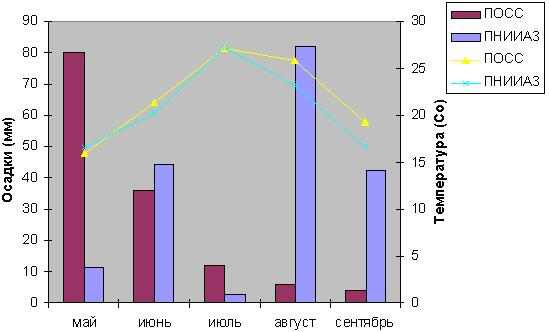 90
80
70
60
50
40
30
20
10
0
Осадки (мм)
май
июнь
июль
август
сентябрь
30
25
20
15
10
5
0
Температура (Со)
ПОСС
ПНИИАЗ
ПОСС
ПНИИАЗ